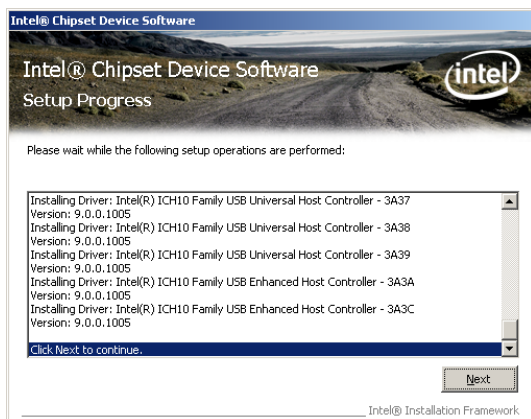 Intel® Chipset Device Software
Intel® Chipset Device Software
intel
Setup Progress
Please wait while the following setup operations are performed:
Installing Driver: Intel(R) ICH10 Family USB Universal Host Controller - 3A37
Version: 9.0.0.1005
Installing Driver: Intel(R) ICH10 Family USB Universal Host Controller - 3A38
Version: 9.0.0.1005
Installing Driver: Intel(R) ICH10 Family USB Universal Host Controller - 3A39
Version: 9.0.0.1005
Installing Driver: Intel(R) ICH10 Family USB Enhanced Host Controller - 3A3A
Version: 9.0.0.1005
Installing Driver: Intel(R) ICH10 Family USB Enhanced Host Controller - 3A3C
Version: 9.0.0.1005
Click Next to continue.
Next
Intel® Installation Framework